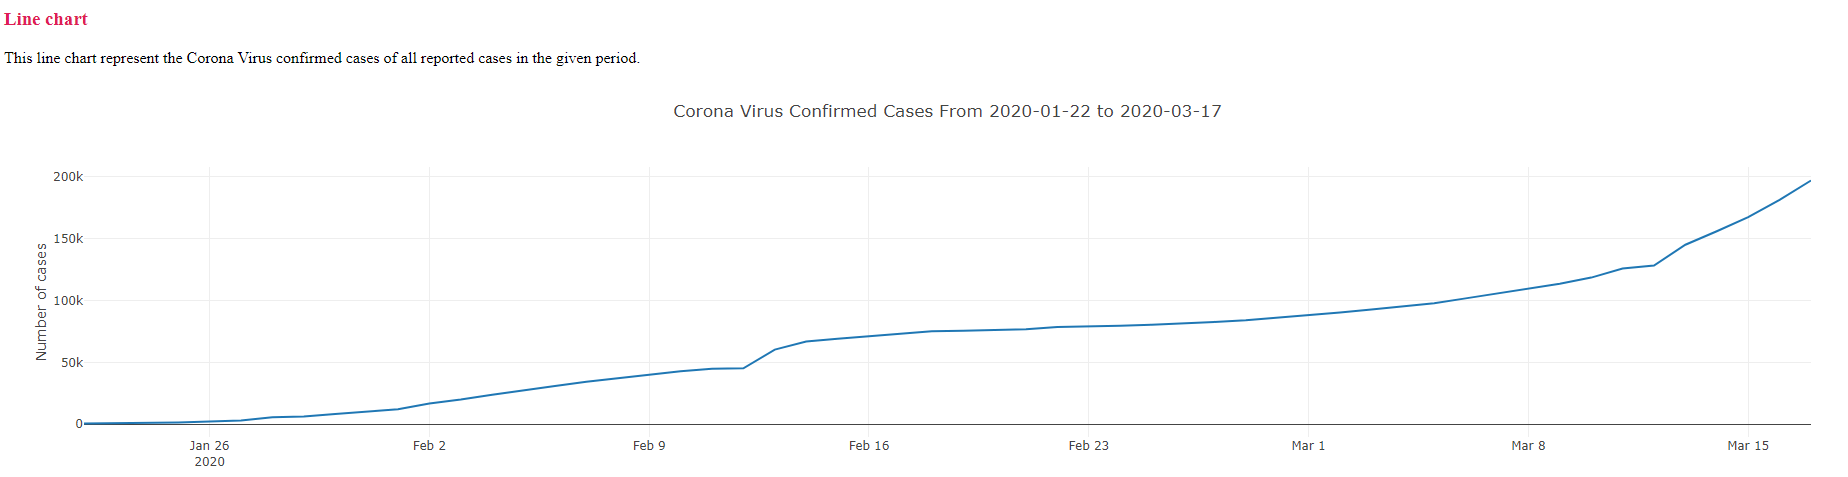 Line chart
This line chart represent the Corona Virus confirmed cases of all reported cases in the given period.
Corona Virus Confirmed Cases From 2020-01-22 to 2020-03-17
Number of cases
200k
150k
100k
50k
0
Jan 26 Feb 2 Feb 9 Feb 16 Feb 23 Mar 1 Mar 8 Mar 15
2020